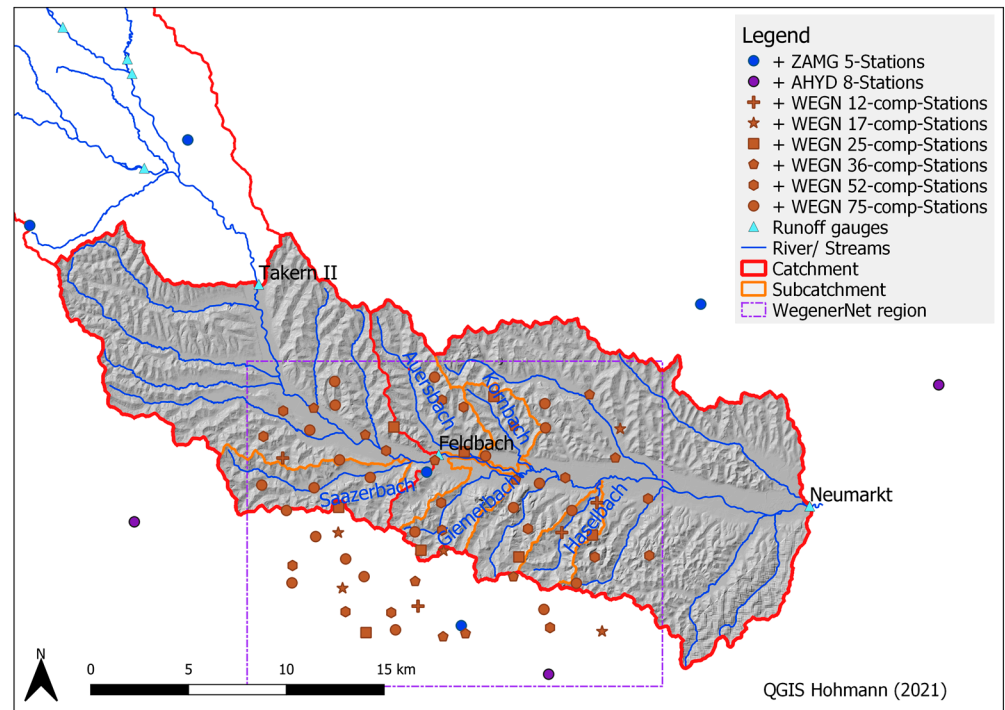 Legend
+ ZAMG 5-Stations
+ AHYD 8-Stations
+ WEGN 12-comp-Stations
+ WEGN 17-comp-Stations
+ WEGN 25-comp-Stations
+ WEGN 36-comp-Stations
+ WEGN 52-comp-Stations
+ WEGN 75-comp-Stations
Runoff gauges
River/ Streams
Catchment
Subcatchment
WegenerNet region
Takern II
Auersbach
Kornbach
Feldbach
Saazerbach
Giemerbach
Haselbach
Neumarkt
N
0 5 10 15 km
QGIS Hohmann (2021)